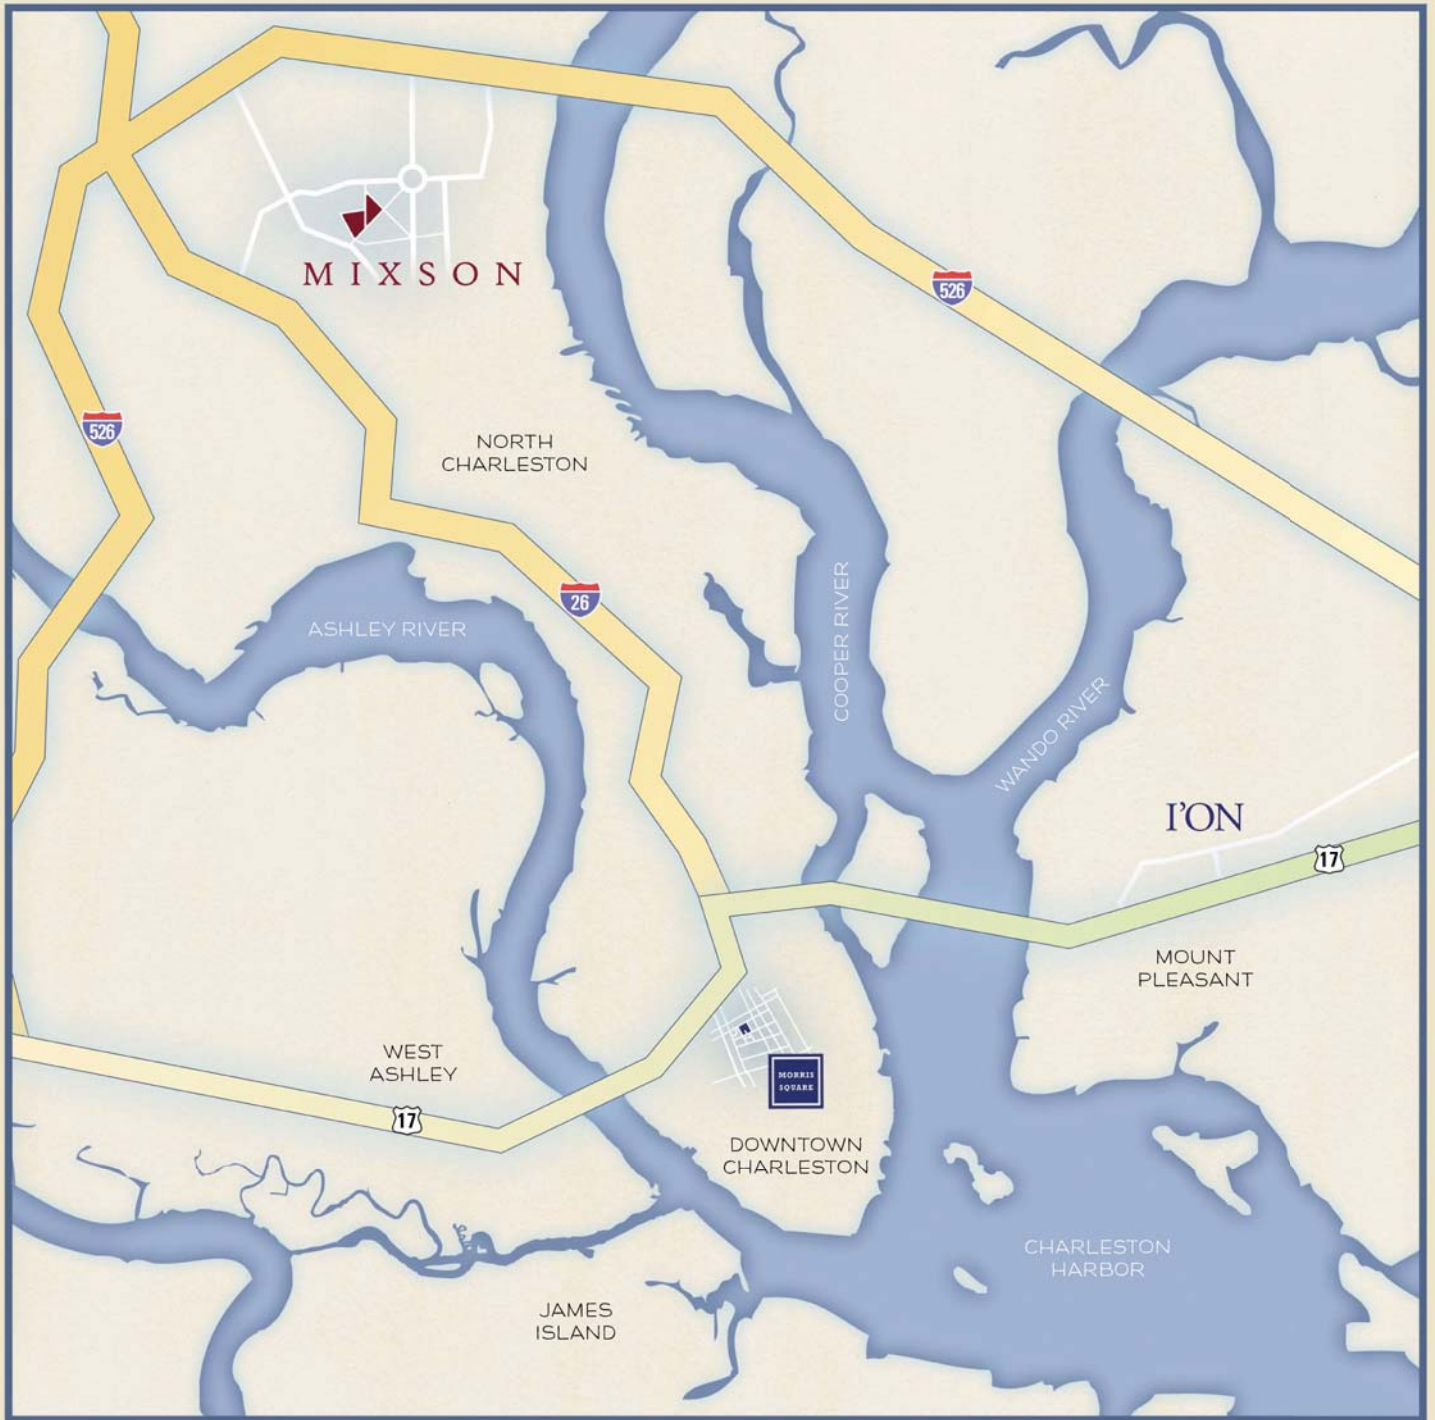 MIXSON
526
526
NORTH
CHARLESTON
26
ASHLEY RIVER
COOPER RIVER
WANDO RIVER
I'ON
17
MOUNT
PLEASANT
WEST
ASHLEY
17
MORRIS
SQUARE
DOWNTOWN
CHARLESTON
CHARLESTON
HARBOR
JAMES
ISLAND